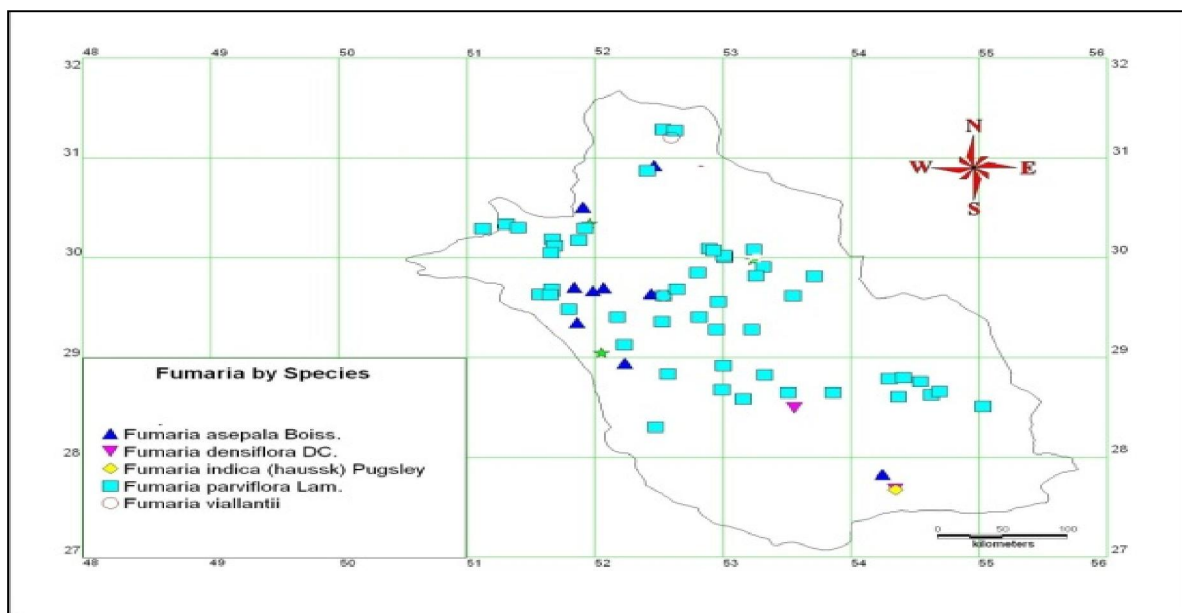 48 49 50 51 52 53 54 55 56
32 32
N
31 31
W E
S
30 30
29 29
Fumaria by Species
Fumaria asepala Boiss.
Fumaria densiflora DC.
28 28
Fumaria indica (haussk) Pugsley
Fumaria parviflora Lam.
Fumaria viallantii
0 50 100
kilometers
27 27
48 49 50 51 52 53 54 55 56